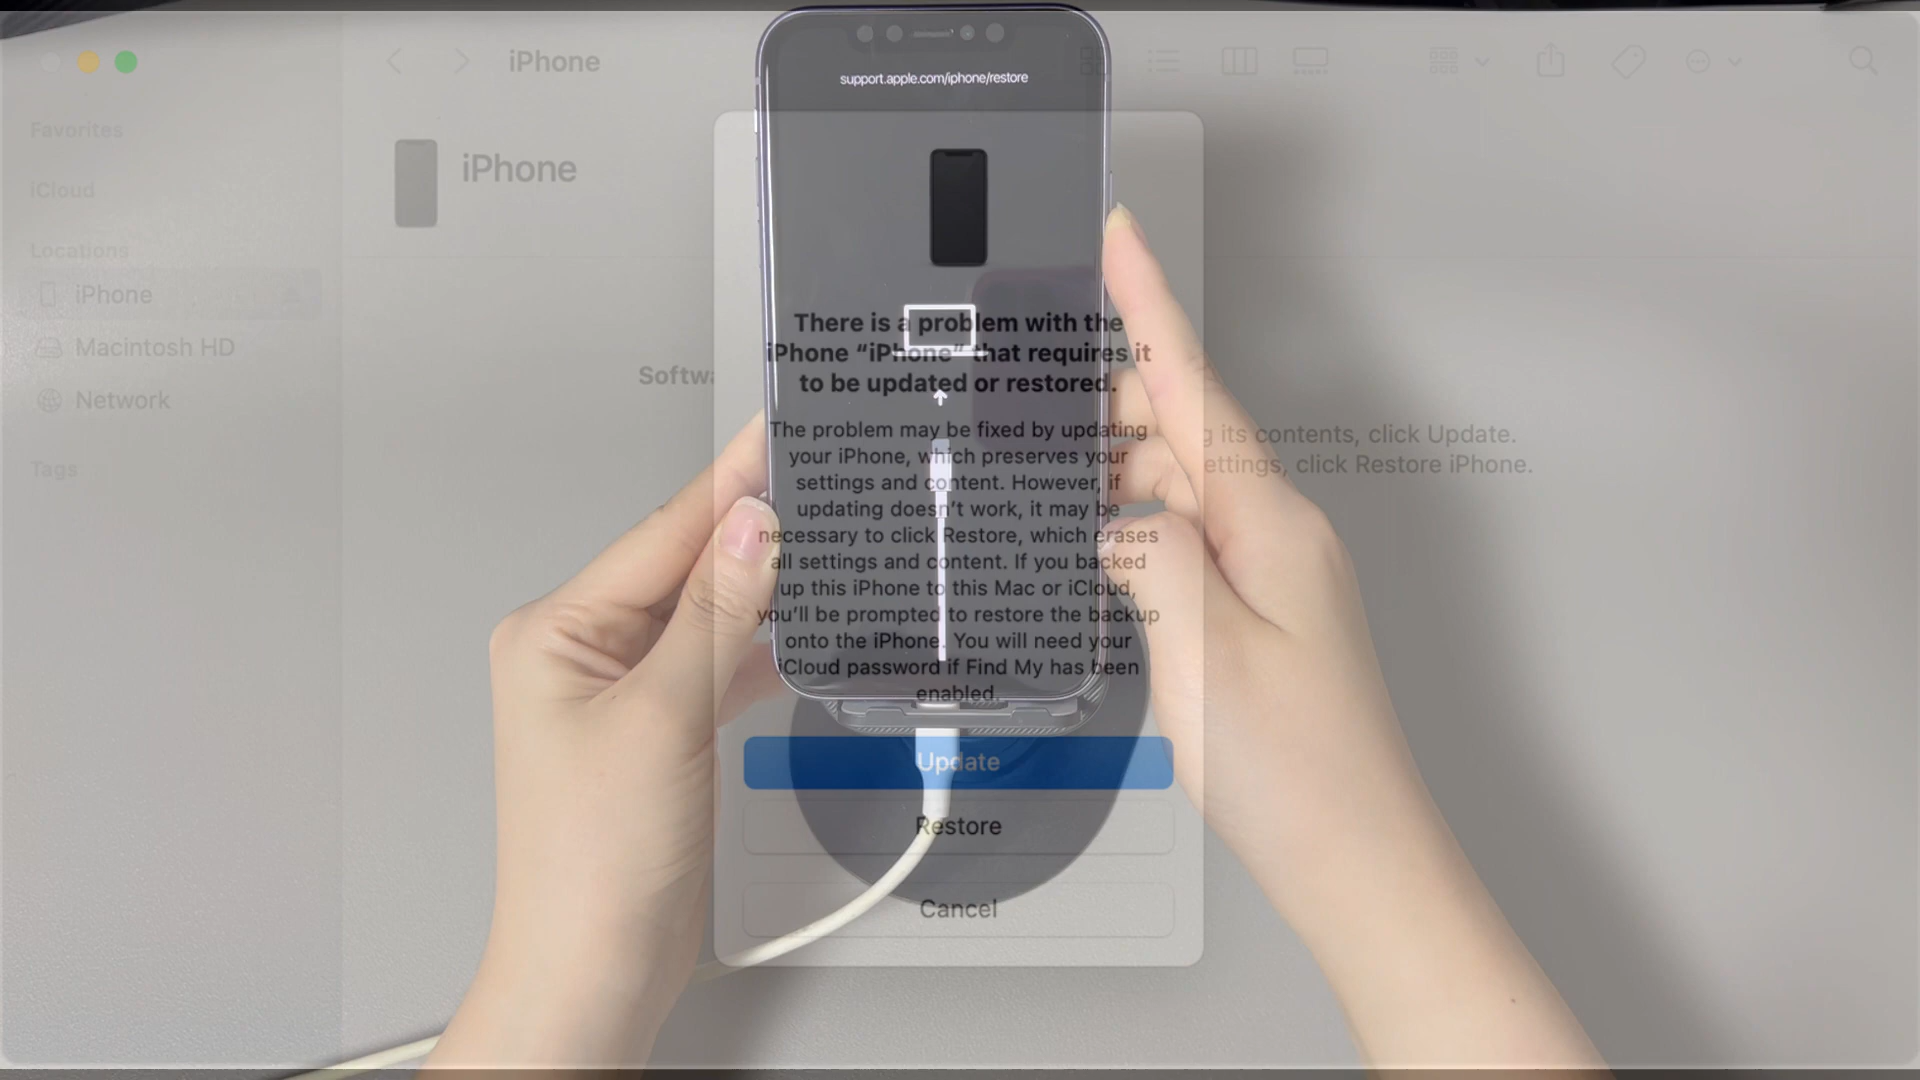 iPhone
support.apple.com/iphone/restore
Favorites
iCloud
Locations
iPhone
Macintosh HD
Network
Tags
iPhone
Softwa
g its contents, click Update.
ettings, click Restore iPhone.
There is a problem with the
iPhone “iPhone” that requires it
to be updated or restored.
The problem may be fixed by updating
your iPhone, which preserves your
settings and content. However, if
updating doesn’t work, it may be
necessary to click Restore, which erases
all settings and content. If you backed
up this iPhone to this Mac or iCloud,
you’ll be prompted to restore the backup
onto the iPhone. You will need your
iCloud password if Find My has been
enabled.
Update
Restore
Cancel